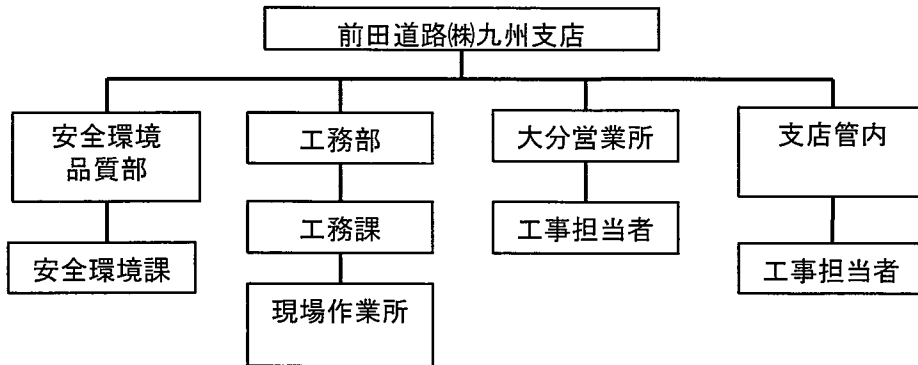 前田道路㈱九州支店
安全環境
品質部
工務部
大分営業所
支店管内
工務課
工事担当者
安全環境課
工事担当者
現場作業所